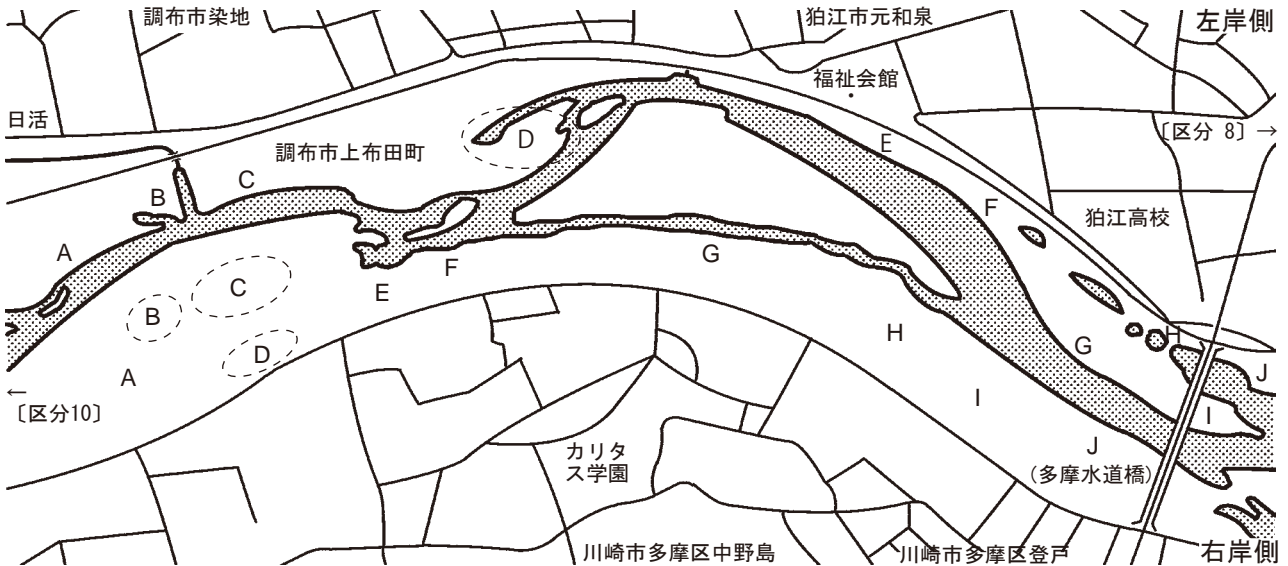 調布市染地
狛江市元和泉
左岸側
福祉会館
日活
〔区分 8〕→
E
D
調布市上布田町
C
B
F
狛江高校
A
G
F
C
E
B
H
H
G
D
J
A
←
〔区分10〕
I
I
J
カリタ
ス学園
(多摩水道橋)
川崎市多摩区中野島
川崎市多摩区登戸
右岸側